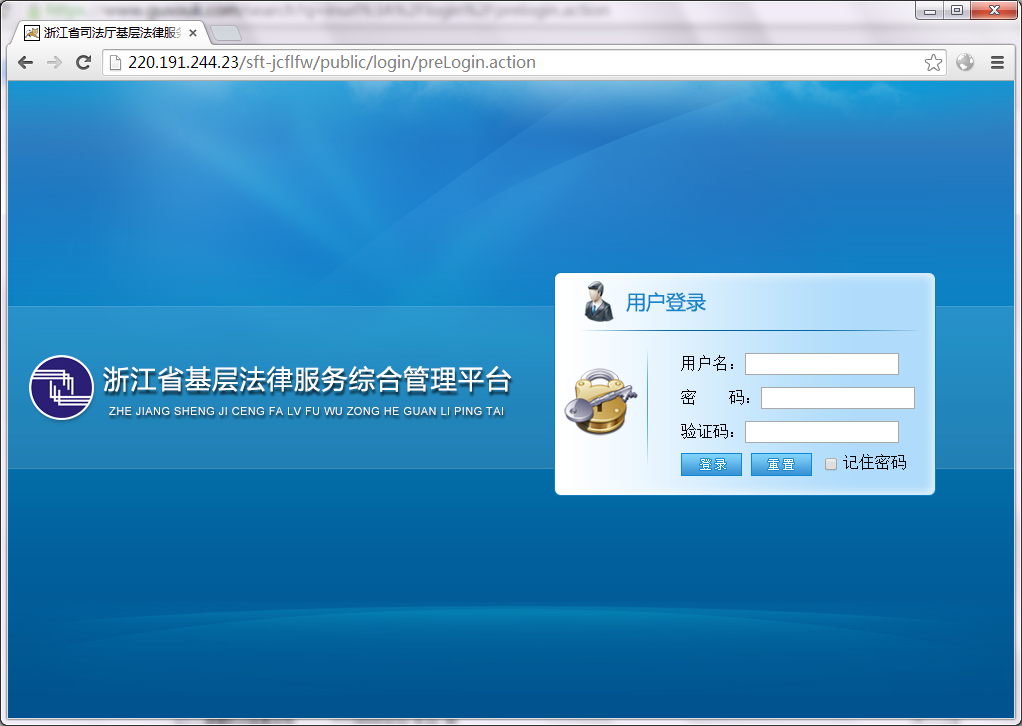 浙江省司法厅基层法律服
220.191.244.23/sft-jcflfw/public/login/preLogin.action
用户登录
浙江省基层法律服务综合管理平台
ZHE JIANG SHENG JI CENG FA LV FU WU ZONG HE GUAN LI PING TAI
用户名：
密 码：
验证码：
登录 重置 记住密码